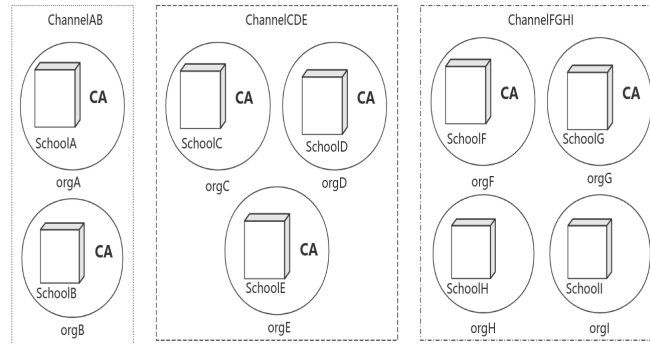 ChannelAB
CA
SchoolA
orgA
CA
SchoolB
orgB
ChannelCDE
CA
SchoolC
orgC
CA
SchoolD
orgD
CA
SchoolE
orgE
ChannelFGHI
CA
SchoolF
orgF
CA
SchoolG
orgG
SchoolH
orgH
SchoolI
orgI